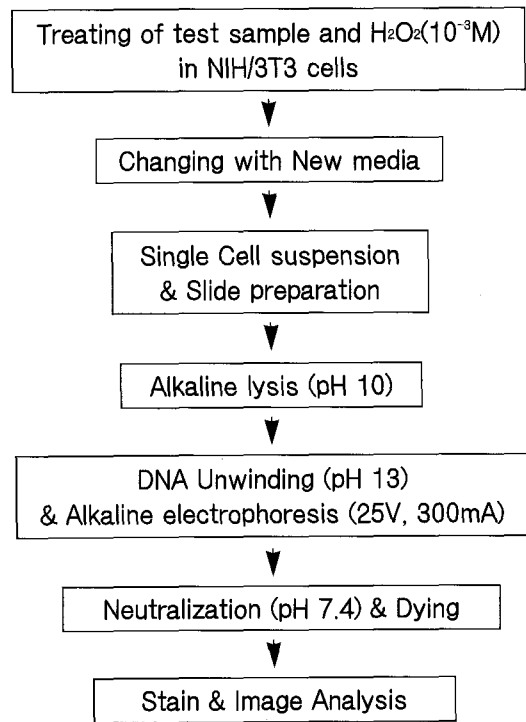 Treating of test sample and H₂O₂(10⁻³M)
in NIH/3T3 cells
Changing with New media
Single Cell suspension
& Slide preparation
Alkaline lysis (pH 10)
DNA Unwinding (pH 13)
& Alkaline electrophoresis (25V, 300mA)
Neutralization (pH 7.4) & Dying
Stain & Image Analysis